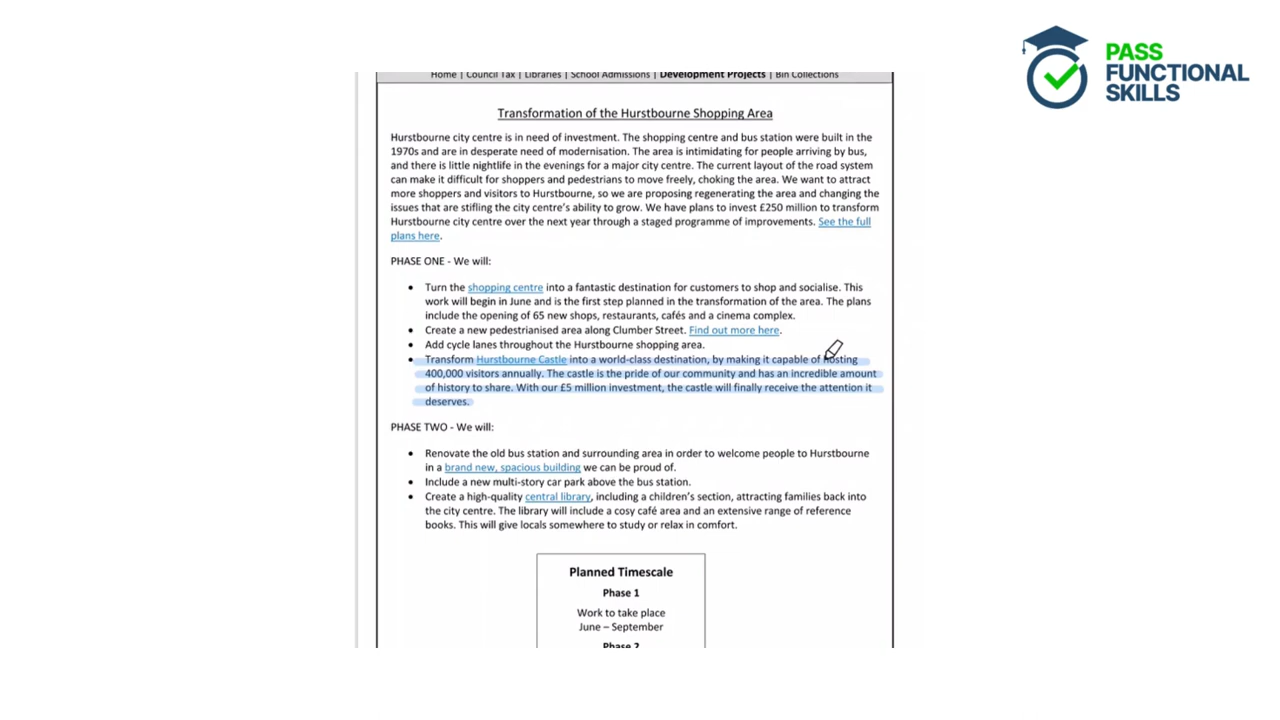 PASS
FUNCTIONAL
SKILLS
Home | Council Tax | Libraries | School Admissions | Development Projects | Bin Collections
Transformation of the Hurstbourne Shopping Area
Hurstbourne city centre is in need of investment. The shopping centre and bus station were built in the
1970s and are in desperate need of modernisation. The area is intimidating for people arriving by bus,
and there is little nightlife in the evenings for a major city centre. The current layout of the road system
can make it difficult for shoppers and pedestrians to move freely, choking the area. We want to attract
more shoppers and visitors to Hurstbourne, so we are proposing regenerating the area and changing the
issues that are stifling the city centre's ability to grow. We have plans to invest £250 million to transform
Hurstbourne city centre over the next year through a staged programme of improvements. See the full
plans here.
PHASE ONE - We will:
• Turn the shopping centre into a fantastic destination for customers to shop and socialise. This
work will begin in June and is the first step planned in the transformation of the area. The plans
include the opening of 65 new shops, restaurants, cafés and a cinema complex.
• Create a new pedestrianised area along Clumber Street. Find out more here.
• Add cycle lanes throughout the Hurstbourne shopping area.
• Transform Hurstbourne Castle into a world-class destination, by making it capable of hosting
400,000 visitors annually. The castle is the pride of our community and has an incredible amount
of history to share. With our £5 million investment, the castle will finally receive the attention it
deserves.
PHASE TWO - We will:
• Renovate the old bus station and surrounding area in order to welcome people to Hurstbourne
in a brand new, spacious building we can be proud of.
• Include a new multi-story car park above the bus station.
• Create a high-quality central library, including a children's section, attracting families back into
the city centre. The library will include a cosy café area and an extensive range of reference
books. This will give locals somewhere to study or relax in comfort.
Planned Timescale
Phase 1
Work to take place
June – September
Phase 2